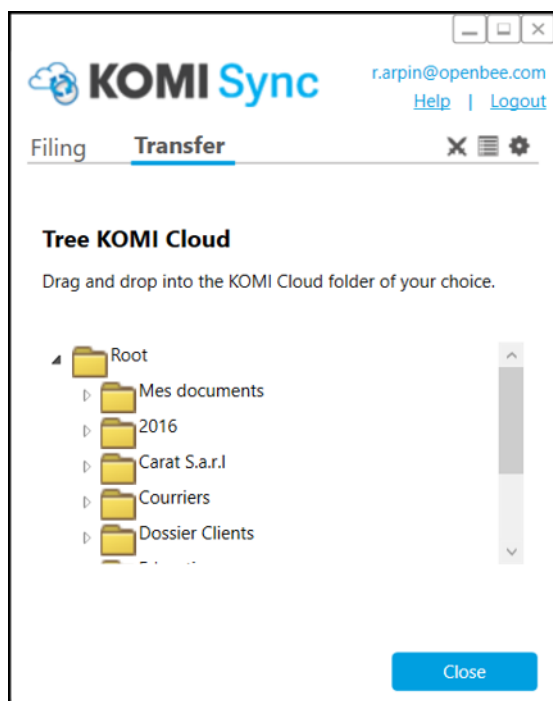 KOMI Sync
r.arpin@openbee.com
Help | Logout
Filing Transfer
Tree KOMI Cloud
Drag and drop into the KOMI Cloud folder of your choice.
Root
Mes documents
2016
Carat S.a.r.l
Courriers
Dossier Clients
Close